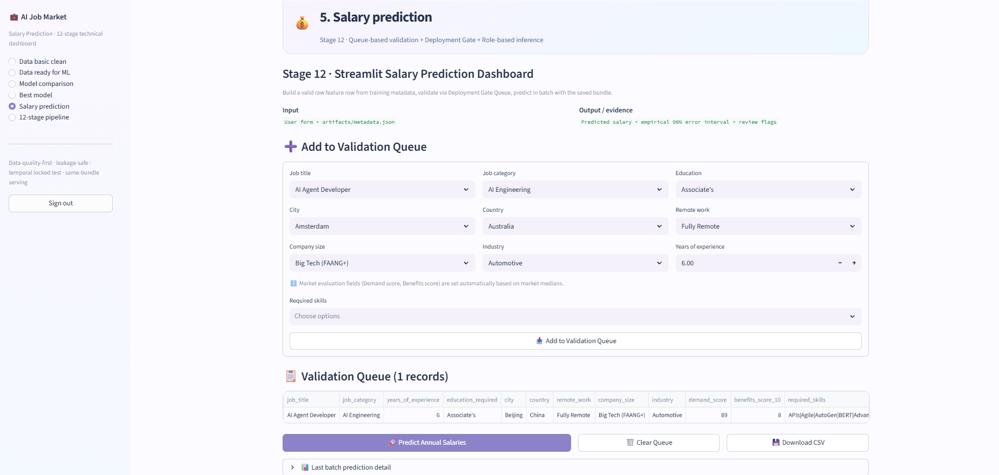 AI Job Market
Salary Prediction · 12-stage technical
dashboard
Data basic clean
Data ready for ML
Model comparison
Best model
Salary prediction
12-stage pipeline
Data-quality-first · leakage-safe ·
temporal locked test · same-bundle
serving
Sign out
5. Salary prediction
Stage 12 · Queue-based validation + Deployment Gate + Role-based inference
Stage 12 · Streamlit Salary Prediction Dashboard
Build a valid raw feature row from training metadata, validate via Deployment Gate Queue, predict in batch with the saved bundle.
Input Output / evidence
User form + artifacts/metadata.json Predicted salary + empirical 90% error interval + review flags
Add to Validation Queue
Job title Job category Education
AI Agent Developer AI Engineering Associate's
City Country Remote work
Amsterdam Australia Fully Remote
Company size Industry Years of experience
Big Tech (FAANG+) Automotive 6.00 − +
Market evaluation fields (Demand score, Benefits score) are set automatically based on market medians.
Required skills
Choose options
Add to Validation Queue
Validation Queue (1 records)
job_title job_category years_of_experience education_required city country remote_work company_size industry demand_score benefits_score_10 required_skills
AI Agent Developer AI Engineering 6 Associate's Beijing China Fully Remote Big Tech (FAANG+) Automotive 89 8 APIs|Agile|AutoGen|BERT|Advan
Predict Annual Salaries Clear Queue Download CSV
Last batch prediction detail